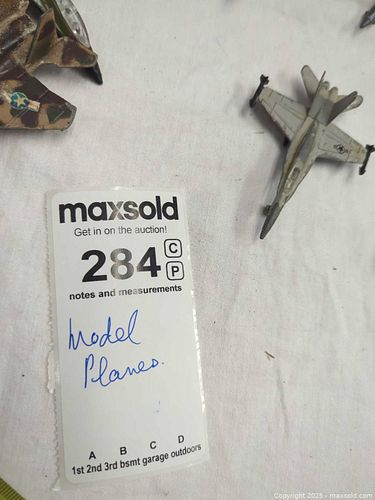 maxsold
Get in on the auction!
284 C
P
notes and measurements
Model
Planes.
A B C D
1st 2nd 3rd bsmt garage outdoors
© Copyright 2025 - maxsold.com